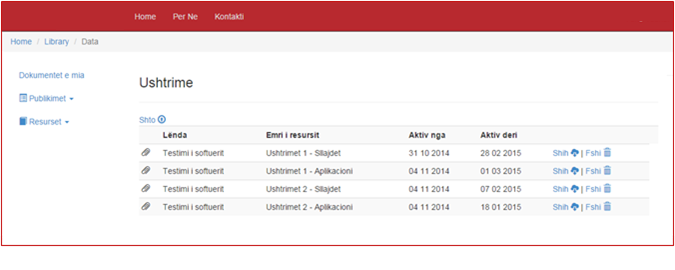 Home Per Ne Kontakti
Home / Library / Data
Dokumentet e mia
Publikimet
Resurset
Ushtrime
Shto
Lënda Emri i resursit Aktiv nga Aktiv deri
Testimi i softuerit Ushtrimet 1 - Sllajdet 31 10 2014 28 02 2015 Shih | Fshi
Testimi i softuerit Ushtrimet 1 - Aplikacioni 04 11 2014 01 03 2015 Shih | Fshi
Testimi i softuerit Ushtrimet 2 - Sllajdet 04 11 2014 07 02 2015 Shih | Fshi
Testimi i softuerit Ushtrimet 2 - Aplikacioni 04 11 2014 18 01 2015 Shih | Fshi